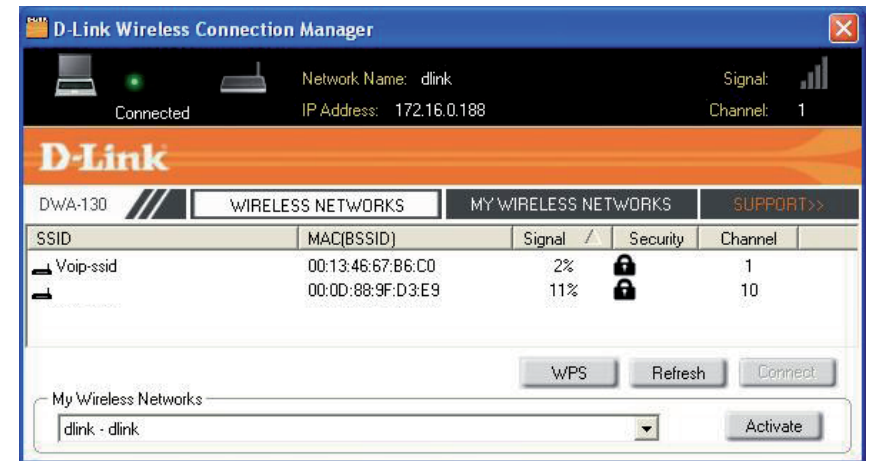 D-Link Wireless Connection Manager
Network Name: dlink Signal:
Connected IP Address: 172.16.0.188 Channel: 1
D-Link
DWA-130 WIRELESS NETWORKS MY WIRELESS NETWORKS SUPPORT>>
SSID MAC(BSSID) Signal Security Channel
Voip-ssid 00:13:46:67:B6:C0 2% 1
00:0D:88:9F:D3:E9 11% 10
WPS Refresh Connect
My Wireless Networks
dlink - dlink Activate